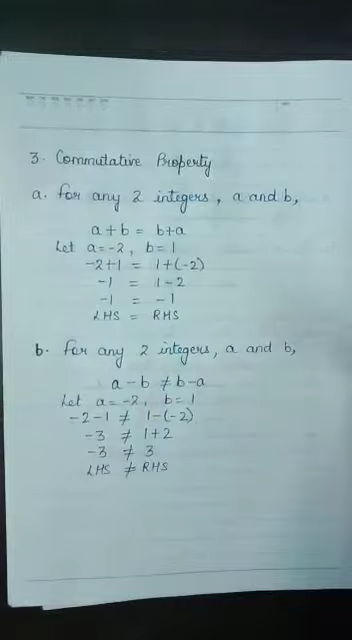 3. Commutative Property
a. For any 2 integers, a and b,
a+b = b+a
Let a=-2, b=1
-2+1 = 1+(-2)
-1 = 1-2
-1 = -1
LHS = RHS
b. For any 2 integers, a and b,
a-b ≠ b-a
Let a=-2, b=1
-2-1 ≠ 1-(-2)
-3 ≠ 1+2
-3 ≠ 3
LHS ≠ RHS